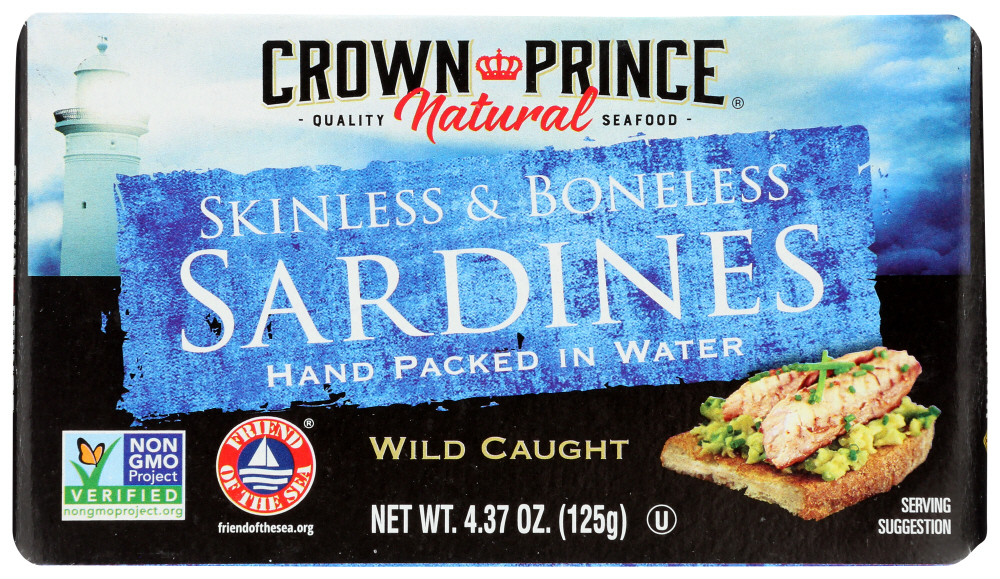 CROWN PRINCE ®
- QUALITY Natural SEAFOOD -
SKINLESS & BONELESS
SARDINES
HAND PACKED IN WATER
NON
GMO
Project
VERIFIED
nongmoproject.org
FRIEND OF THE SEA ®
friendofthesea.org
WILD CAUGHT
NET WT. 4.37 OZ. (125g) U
SERVING
SUGGESTION